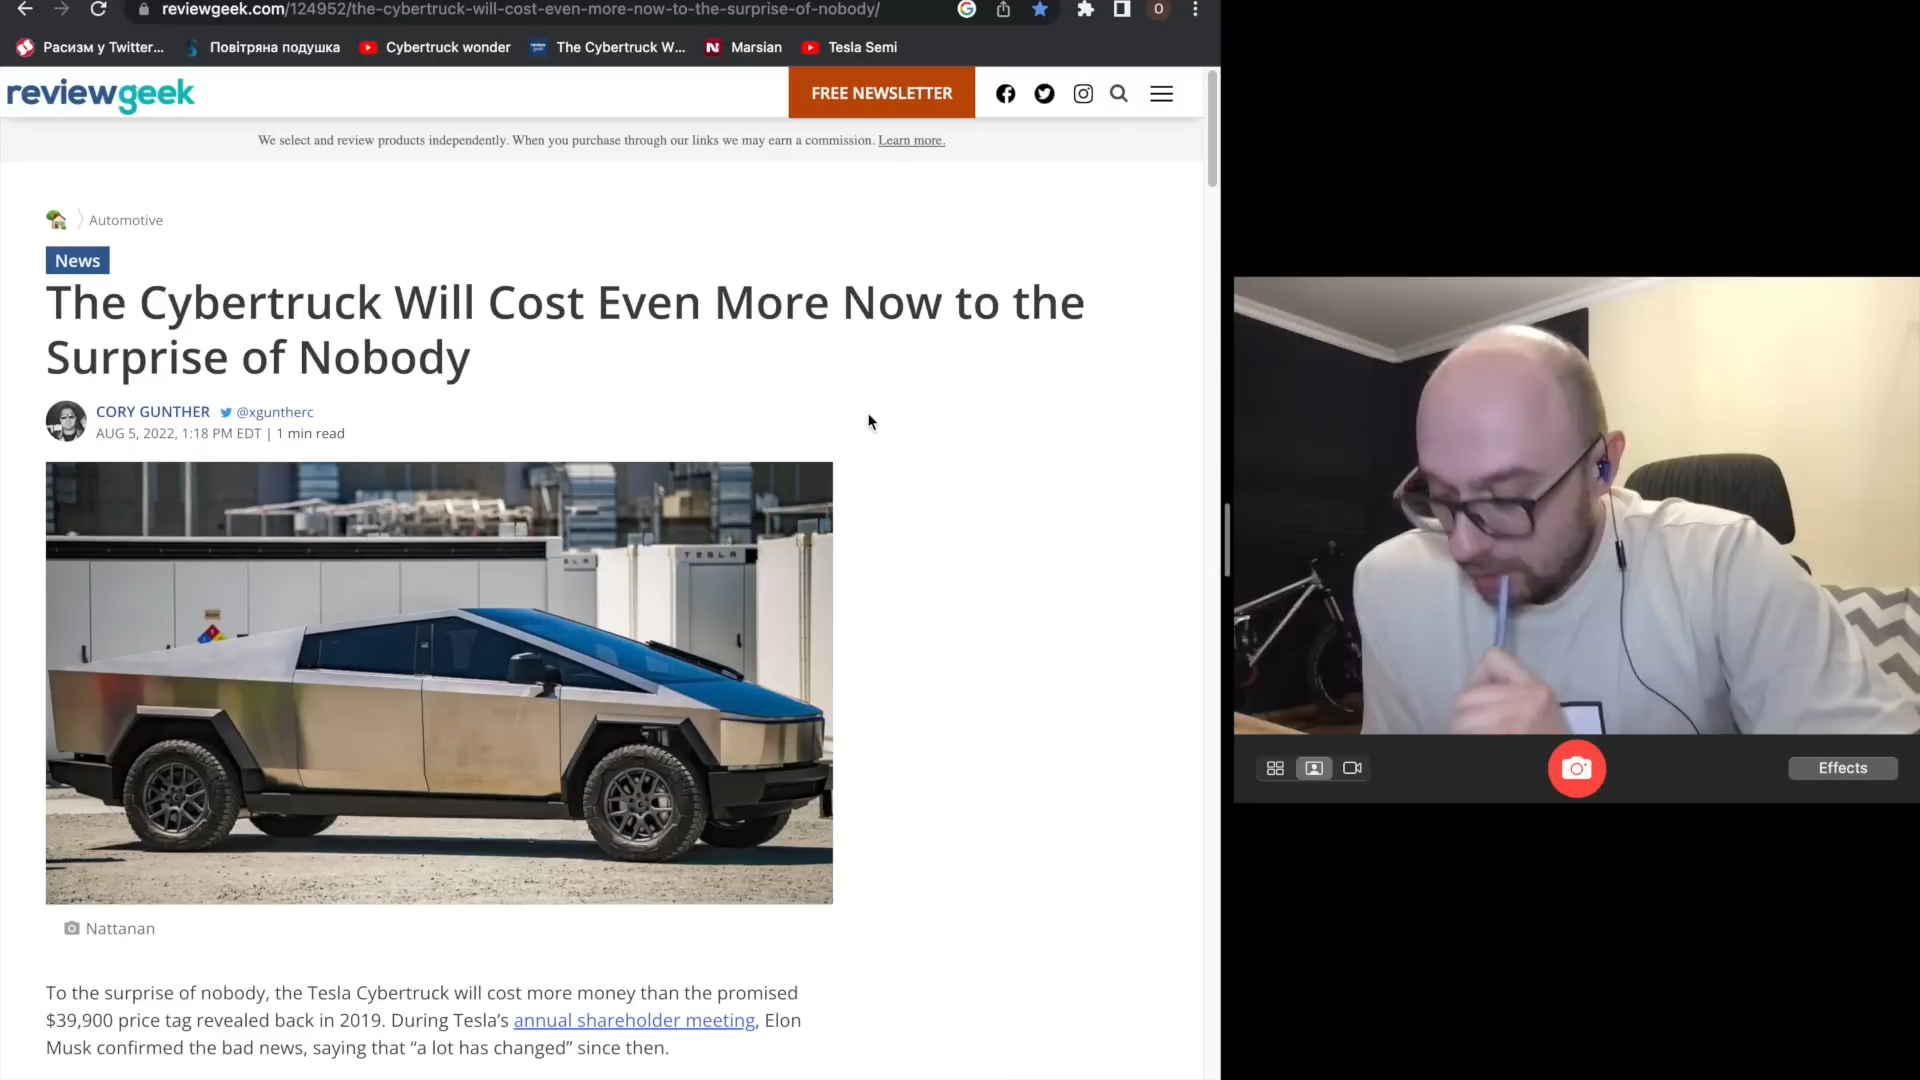 reviewgeek.com/124952/the-cybertruck-will-cost-even-more-now-to-the-surprise-of-nobody/
O
Расизм у Twitter...
Повітряна подушка
Cybertruck wonder
The Cybertruck W...
Marsian
Tesla Semi
reviewgeek
FREE NEWSLETTER
We select and review products independently. When you purchase through our links we may earn a commission. Learn more.
Automotive
News
The Cybertruck Will Cost Even More Now to the
Surprise of Nobody
CORY GUNTHER @xguntherc
AUG 5, 2022, 1:18 PM EDT | 1 min read
TESLA
Nattanan
To the surprise of nobody, the Tesla Cybertruck will cost more money than the promised
$39,900 price tag revealed back in 2019. During Tesla’s annual shareholder meeting, Elon
Musk confirmed the bad news, saying that “a lot has changed” since then.
Effects